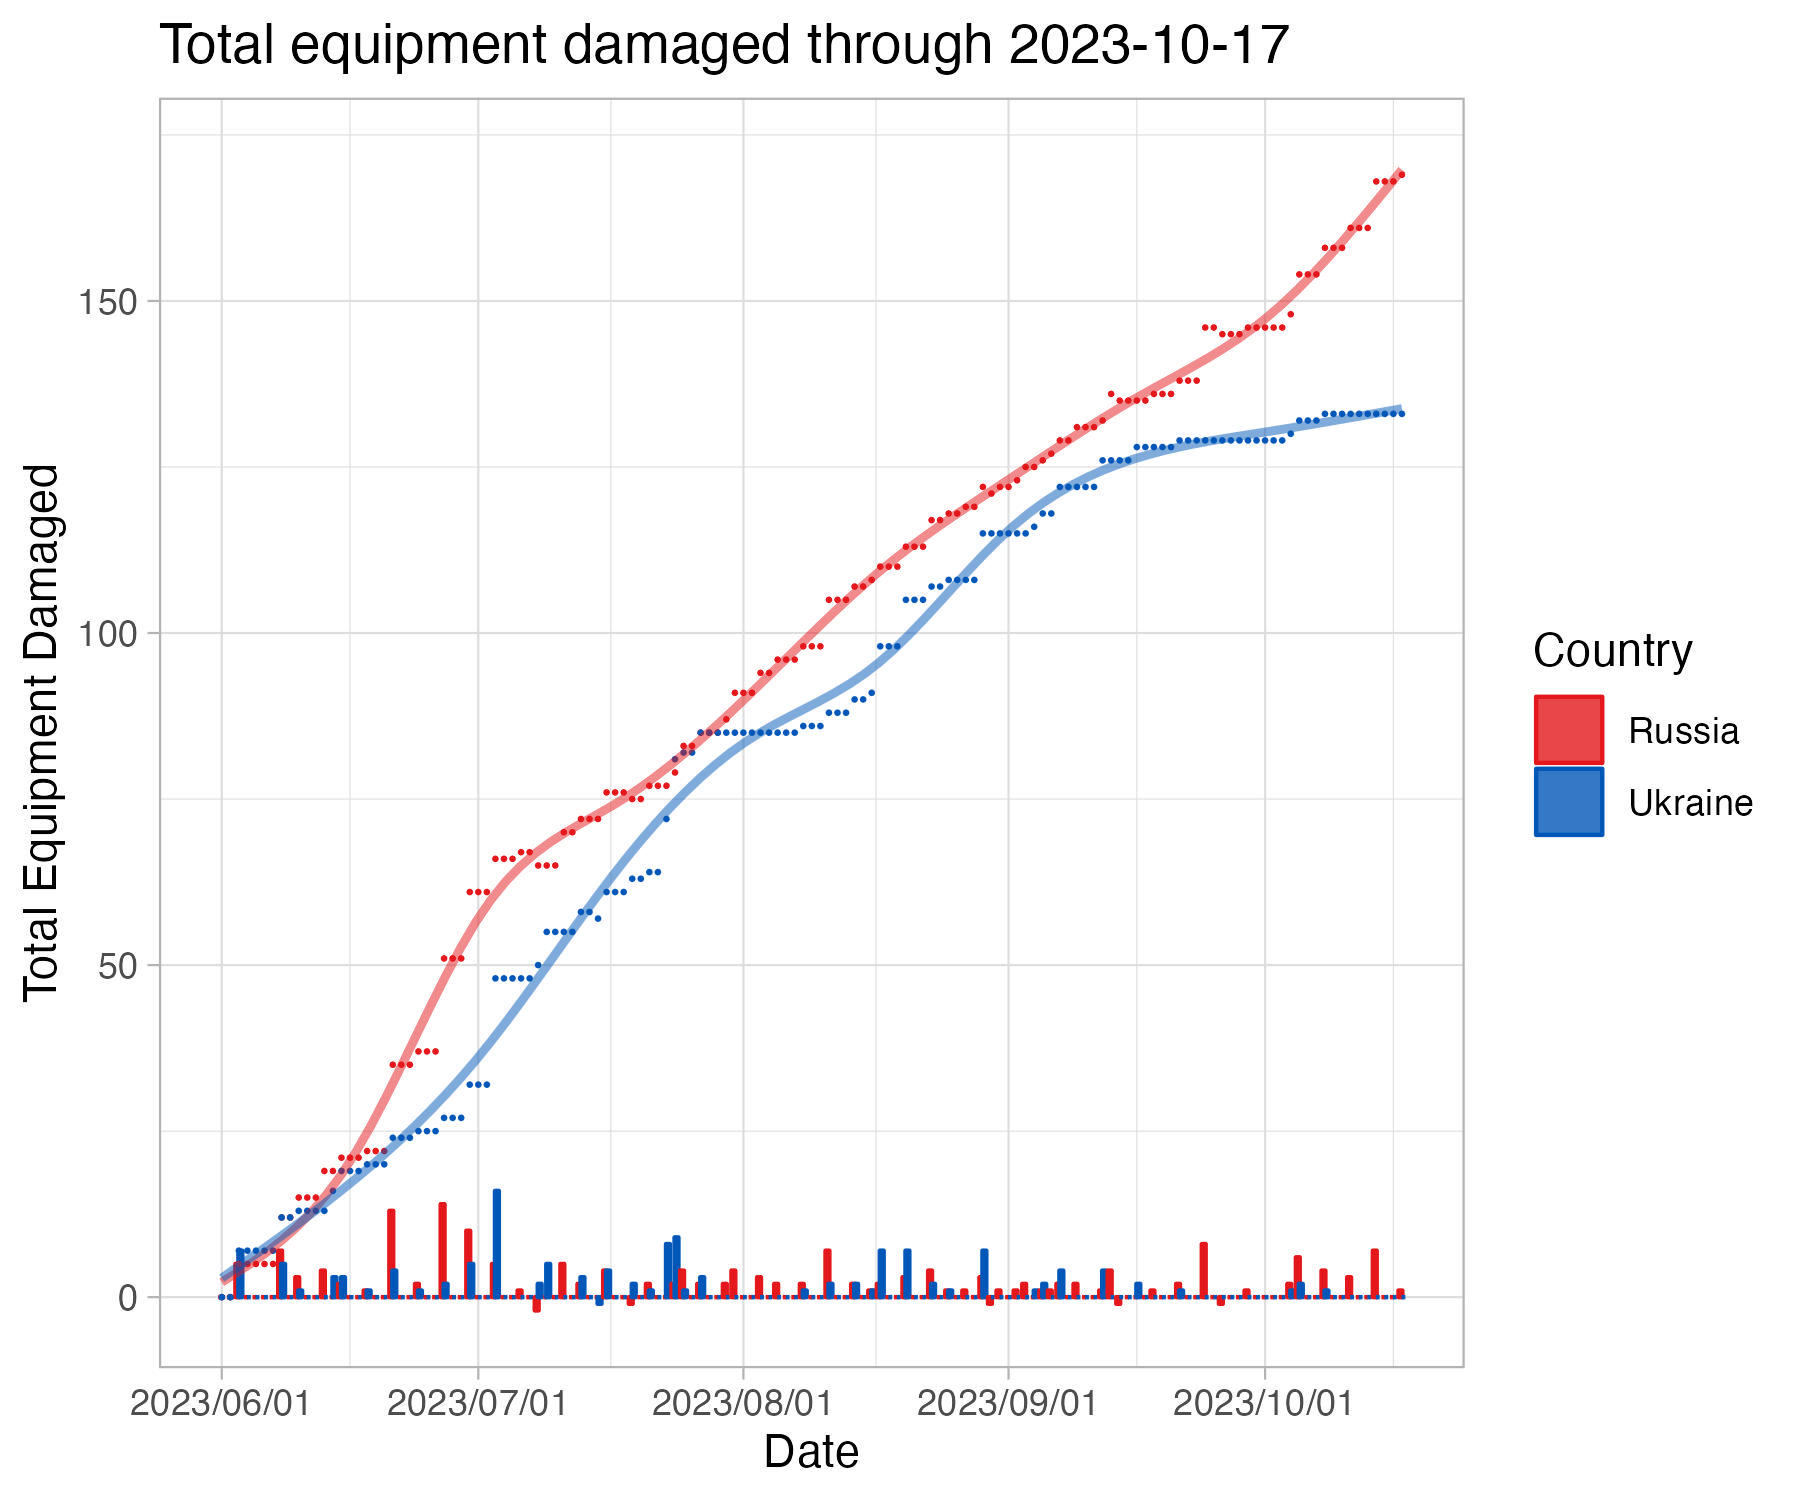 Total equipment damaged through 2023-10-17
Total Equipment Damaged
150
100
50
0
2023/06/01 2023/07/01 2023/08/01 2023/09/01 2023/10/01
Date
Country
Russia
Ukraine